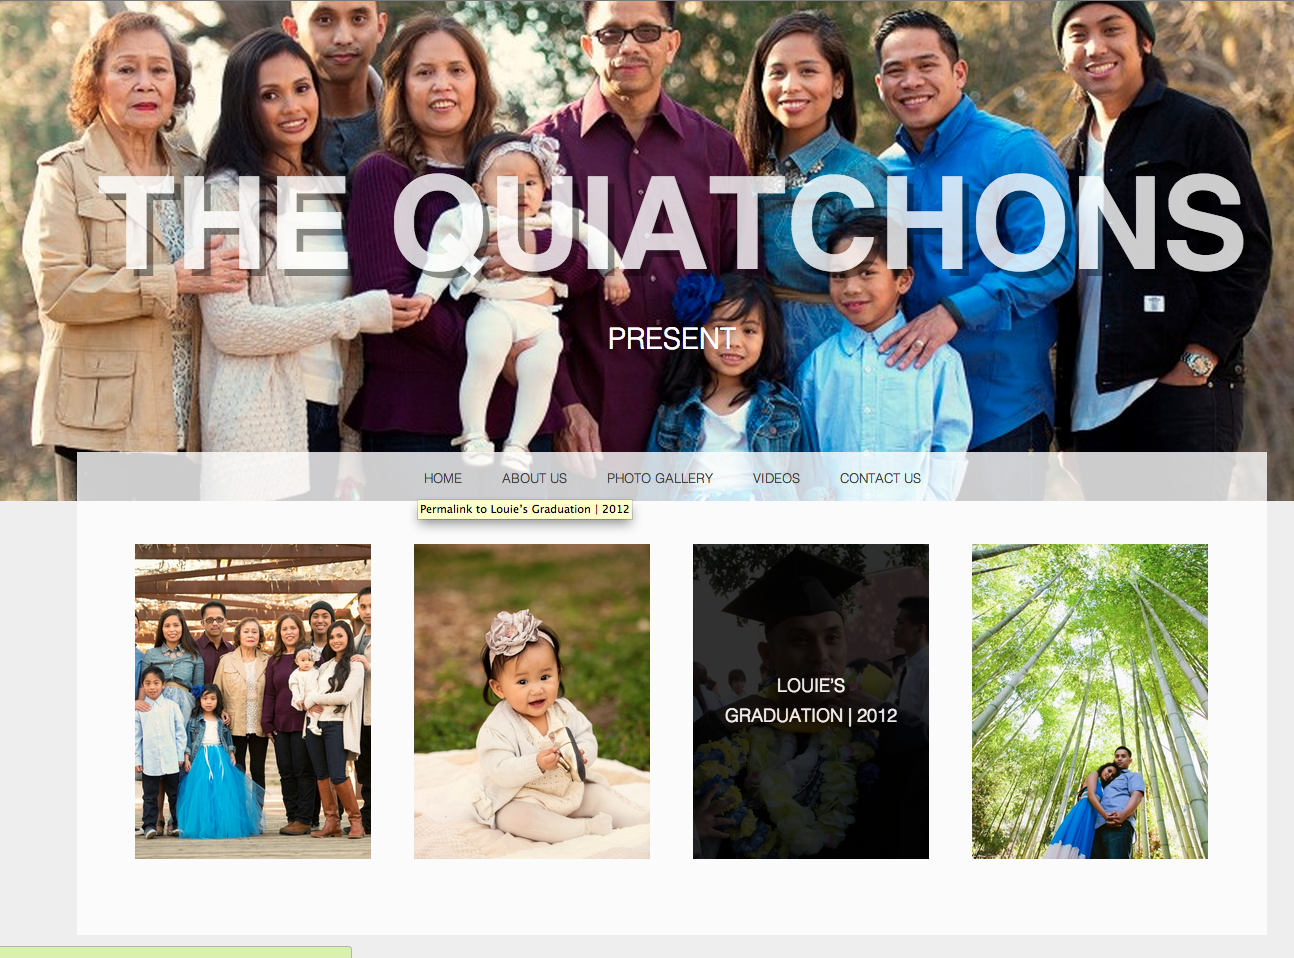 THE QUIATCHONS
PRESENT
HOME ABOUT US PHOTO GALLERY VIDEOS CONTACT US
Permalink to Louie’s Graduation | 2012
LOUIE’S
GRADUATION | 2012